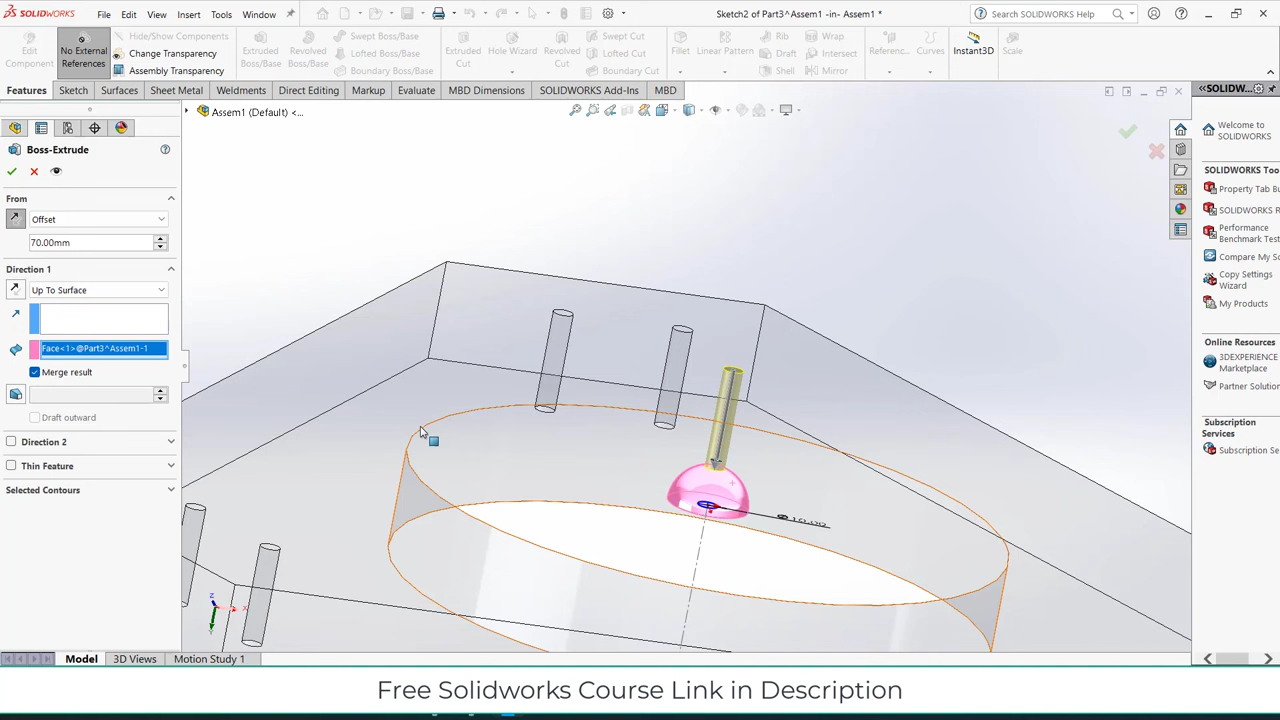 SOLIDWORKS File Edit View Insert Tools Window Sketch2 of Part3^Assem1 -in- Assem1 * Search SOLIDWORKS Help
Edit Component
No External References
Hide/Show Components
Change Transparency
Assembly Transparency
Extruded Boss/Base
Revolved Boss/Base
Swept Boss/Base
Lofted Boss/Base
Boundary Boss/Base
Extruded Cut
Hole Wizard
Revolved Cut
Swept Cut
Lofted Cut
Boundary Cut
Fillet
Linear Pattern
Rib
Draft
Shell
Wrap
Intersect
Mirror
Referenc...
Curves
Instant3D
Scale
Features Sketch Surfaces Sheet Metal Weldments Direct Editing Markup Evaluate MBD Dimensions SOLIDWORKS Add-Ins MBD
Assem1 (Default) <...
Boss-Extrude
From
Offset
70.00mm
Direction 1
Up To Surface
Face<1>@Part3^Assem1-1
Merge result
Draft outward
Direction 2
Thin Feature
Selected Contours
SOLIDW...
Welcome to
SOLIDWORKS
SOLIDWORKS Too
Property Tab Bu
SOLIDWORKS R
Performance
Benchmark Test
Compare My So
Copy Settings
Wizard
My Products
Online Resources
3DEXPERIENCE
Marketplace
Partner Solution
Subscription
Services
Subscription Se
Z
X
Y
Model 3D Views Motion Study 1
Free Solidworks Course Link in Description